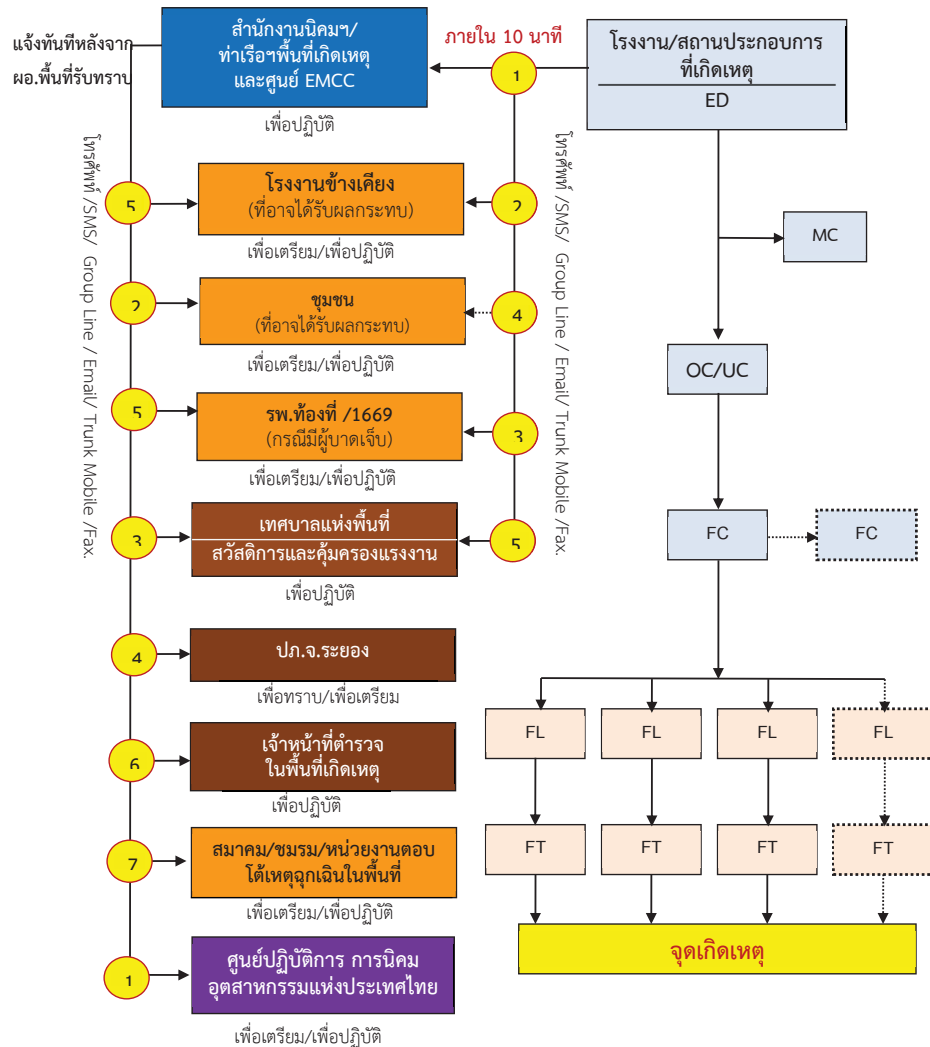 แจ้งทันทีหลังจาก
ผอ.พื้นที่รับทราบ
สำนักงานนิคมฯ/
ท่าเรือฯพื้นที่เกิดเหตุ
และศูนย์ EMCC
เพื่อปฏิบัติ
ภายใน 10 นาที
1
โรงงาน/สถานประกอบการ
ที่เกิดเหตุ
ED
โทรศัพท์ /SMS/ Group Line / Email/ Trunk Mobile /Fax.
โทรศัพท์ /SMS/ Group Line / Email/ Trunk Mobile /Fax.
5
โรงงานข้างเคียง
(ที่อาจได้รับผลกระทบ)
2
เพื่อเตรียม/เพื่อปฏิบัติ
MC
2
ชุมชน
(ที่อาจได้รับผลกระทบ)
4
เพื่อเตรียม/เพื่อปฏิบัติ
OC/UC
5
รพ.ท้องที่ /1669
(กรณีมีผู้บาดเจ็บ)
3
เพื่อเตรียม/เพื่อปฏิบัติ
3
เทศบาลแห่งพื้นที่
สวัสดิการและคุ้มครองแรงงาน
5
เพื่อปฏิบัติ
FC
FC
4
ปภ.จ.ระยอง
เพื่อทราบ/เพื่อเตรียม
6
เจ้าหน้าที่ตำรวจ
ในพื้นที่เกิดเหตุ
เพื่อปฏิบัติ
FL
FL
FL
FL
7
สมาคม/ชมรม/หน่วยงานตอบ
โต้เหตุฉุกเฉินในพื้นที่
เพื่อเตรียม/เพื่อปฏิบัติ
FT
FT
FT
FT
1
ศูนย์ปฏิบัติการ การนิคม
อุตสาหกรรมแห่งประเทศไทย
เพื่อเตรียม/เพื่อปฏิบัติ
จุดเกิดเหตุ